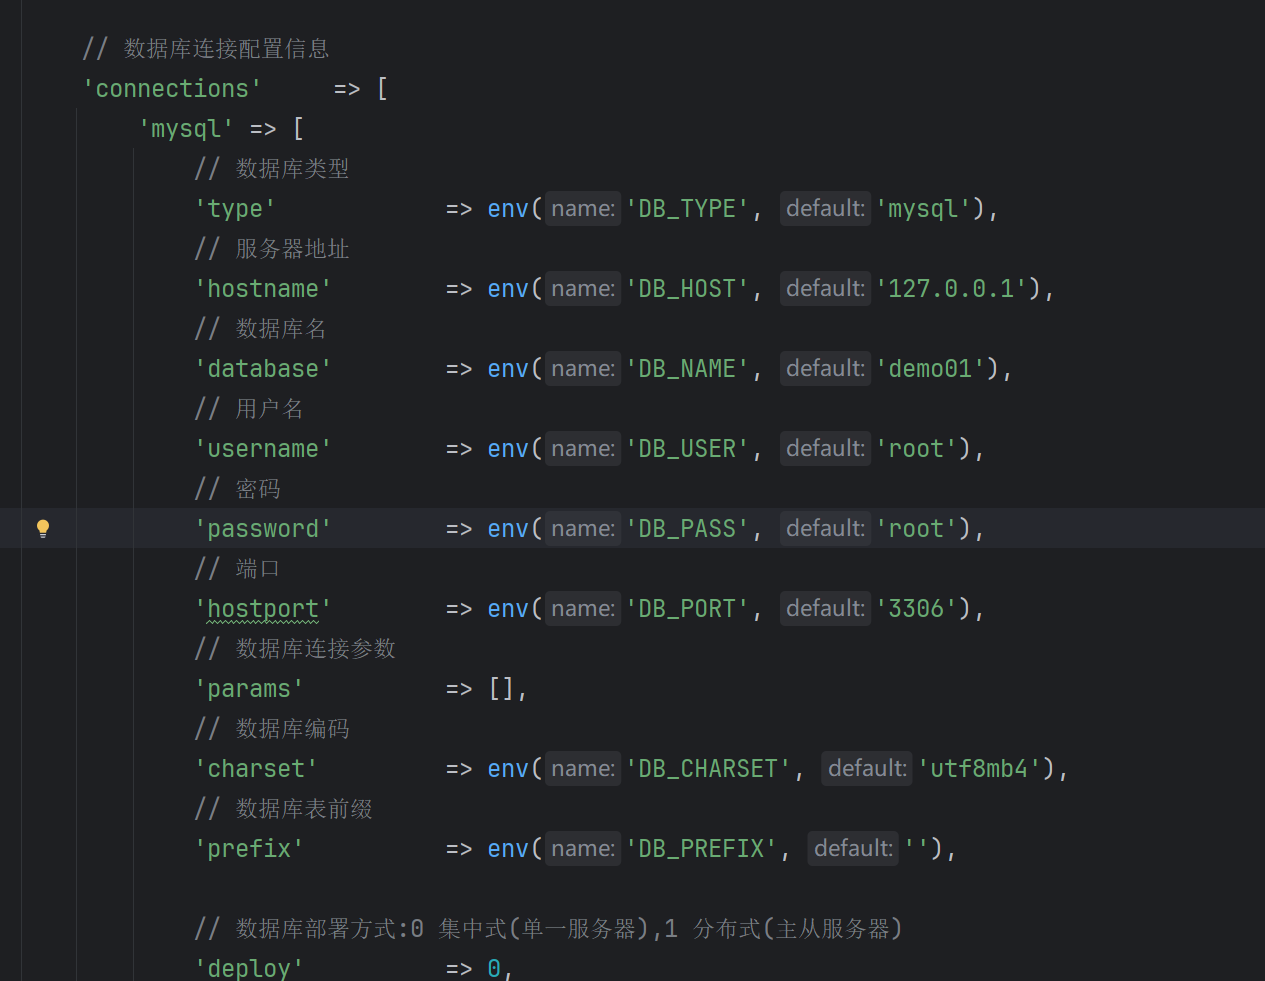 // 数据库连接配置信息
'connections'     => [
'mysql' => [
// 数据库类型
'type'            => env( name: 'DB_TYPE', default: 'mysql'),
// 服务器地址
'hostname'        => env( name: 'DB_HOST', default: '127.0.0.1'),
// 数据库名
'database'        => env( name: 'DB_NAME', default: 'demo01'),
// 用户名
'username'        => env( name: 'DB_USER', default: 'root'),
// 密码
'password'        => env( name: 'DB_PASS', default: 'root'),
// 端口
'hostport'        => env( name: 'DB_PORT', default: '3306'),
// 数据库连接参数
'params'          => [],
// 数据库编码
'charset'         => env( name: 'DB_CHARSET', default: 'utf8mb4'),
// 数据库表前缀
'prefix'          => env( name: 'DB_PREFIX', default: ''),
// 数据库部署方式:0 集中式(单一服务器),1 分布式(主从服务器)
'deploy'          => 0,